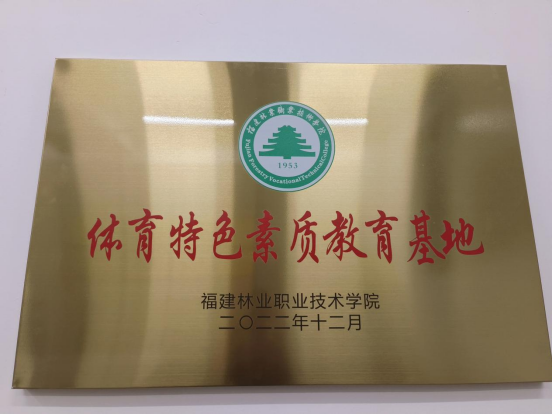 福建林业职业技术学院
Fujian Forestry Vocational Technical College
1953
体育特色素质教育基地
福建林业职业技术学院
二〇二二年十二月